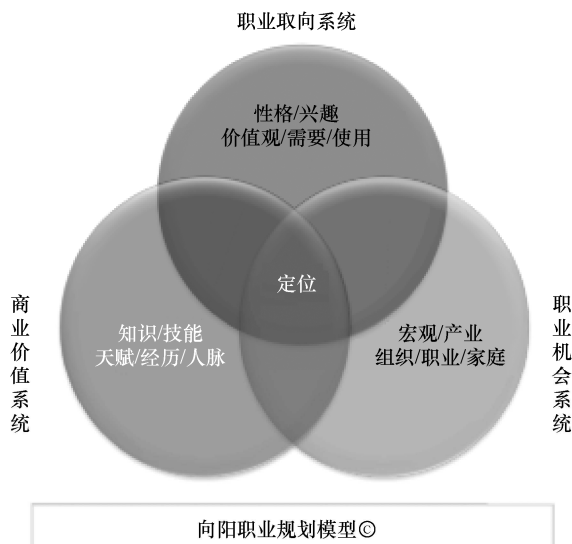 职业取向系统
性格/兴趣
价值观/需要/使用
定位
商业价值系统
知识/技能
天赋/经历/人脉
宏观/产业
组织/职业/家庭
职业机会系统
向阳职业规划模型©